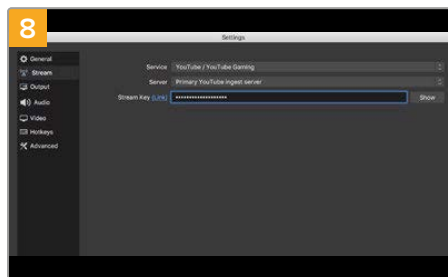 8
Settings
General
Stream
Output
Audio
Video
Hotkeys
Advanced
Service YouTube / YouTube Gaming
Server Primary YouTube ingest server
Stream Key (Link) •••••••••••••••••••• Show